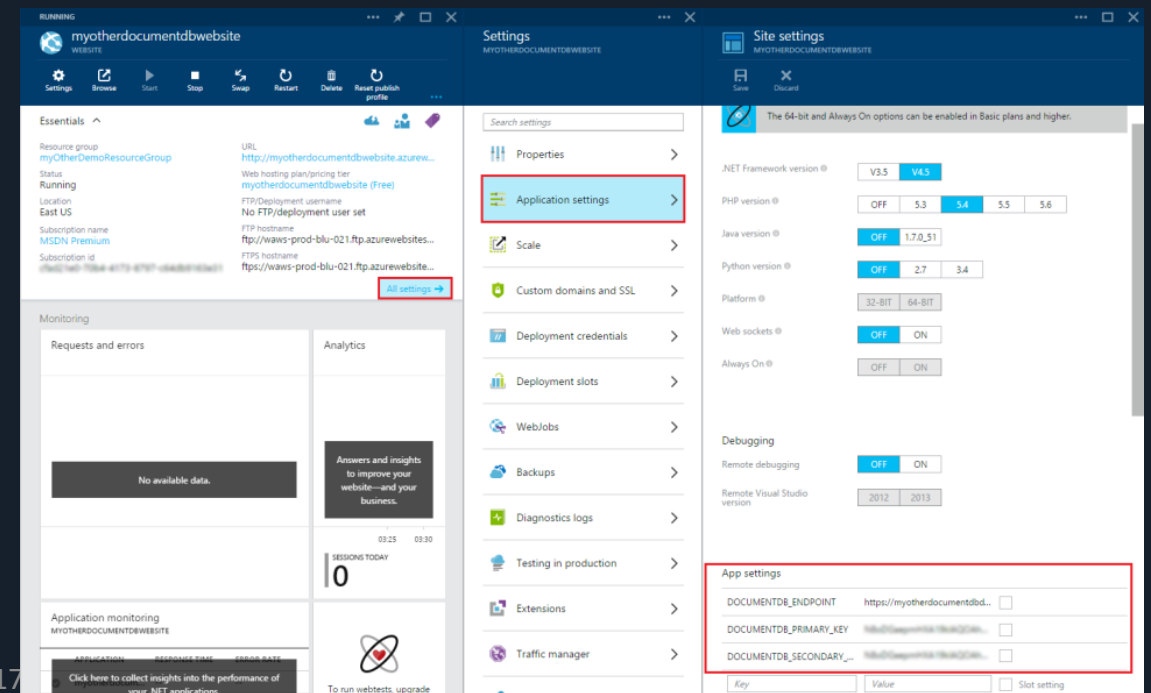 RUNNING
myotherdocumentdbwebsite
WEBSITE
Settings
Browse
Start
Stop
Swap
Restart
Delete
Reset publish
profile
Essentials
Resource group
myOtherDemoResourceGroup
Status
Running
Location
East US
Subscription name
MSDN Premium
Subscription id
URL
http://myotherdocumentdbwebsite.azurew...
Web hosting plan/pricing tier
myotherdocumentdbwebsite (Free)
FTP/Deployment username
No FTP/deployment user set
FTP hostname
ftp://waws-prod-blu-021.ftp.azurewebsites...
FTPS hostname
ftps://waws-prod-blu-021.ftp.azurewebsite...
All settings →
Monitoring
Requests and errors
No available data.
Analytics
Answers and insights
to improve your
website—and your
business.
03:25 03:30
SESSIONS TODAY
0
Application monitoring
MYOTHERDOCUMENTDBWEBSITE
APPLICATION RESPONSE TIME ERROR RATE
Click here to collect insights into the performance of
your .NET applications
To run webtests, upgrade
17
Settings
MYOTHERDOCUMENTDBWEBSITE
Search settings
Properties
Application settings
Scale
Custom domains and SSL
Deployment credentials
Deployment slots
WebJobs
Backups
Diagnostics logs
Testing in production
Extensions
Traffic manager
Site settings
MYOTHERDOCUMENTDBWEBSITE
Save
Discard
The 64-bit and Always On options can be enabled in Basic plans and higher.
.NET Framework version V3.5 V4.5
PHP version OFF 5.3 5.4 5.5 5.6
Java version OFF 1.7.0_51
Python version OFF 2.7 3.4
Platform 32-BIT 64-BIT
Web sockets OFF ON
Always On OFF ON
Debugging
Remote debugging OFF ON
Remote Visual Studio
version
2012 2013
App settings
DOCUMENTDB_ENDPOINT https://myotherdocumentdbd...
DOCUMENTDB_PRIMARY_KEY
DOCUMENTDB_SECONDARY_...
Key Value Slot setting